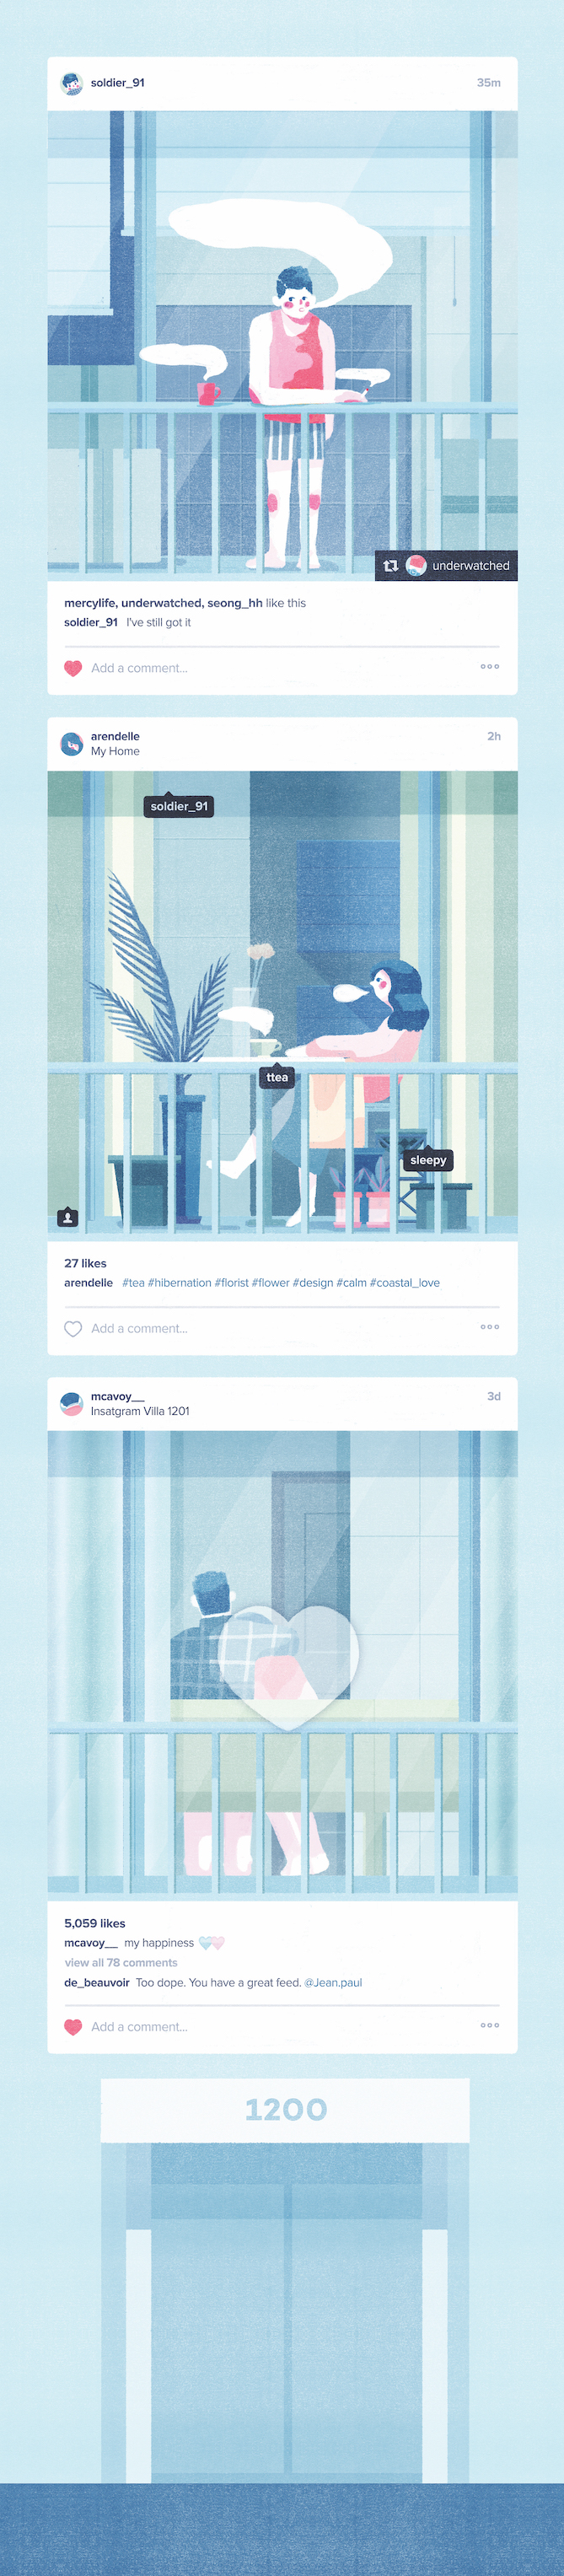 soldier_91 35m
underwatched
mercylife, underwatched, seong_hh like this
soldier_91 I've still got it
Add a comment...
arendelle 2h
My Home
soldier_91
ttea
sleepy
27 likes
arendelle #tea #hibernation #florist #flower #design #calm #coastal_love
Add a comment...
mcavoy__ 3d
Insatgram Villa 1201
5,059 likes
mcavoy__ my happiness
view all 78 comments
de_beauvoir Too dope. You have a great feed. @Jean.paul
Add a comment...
1200